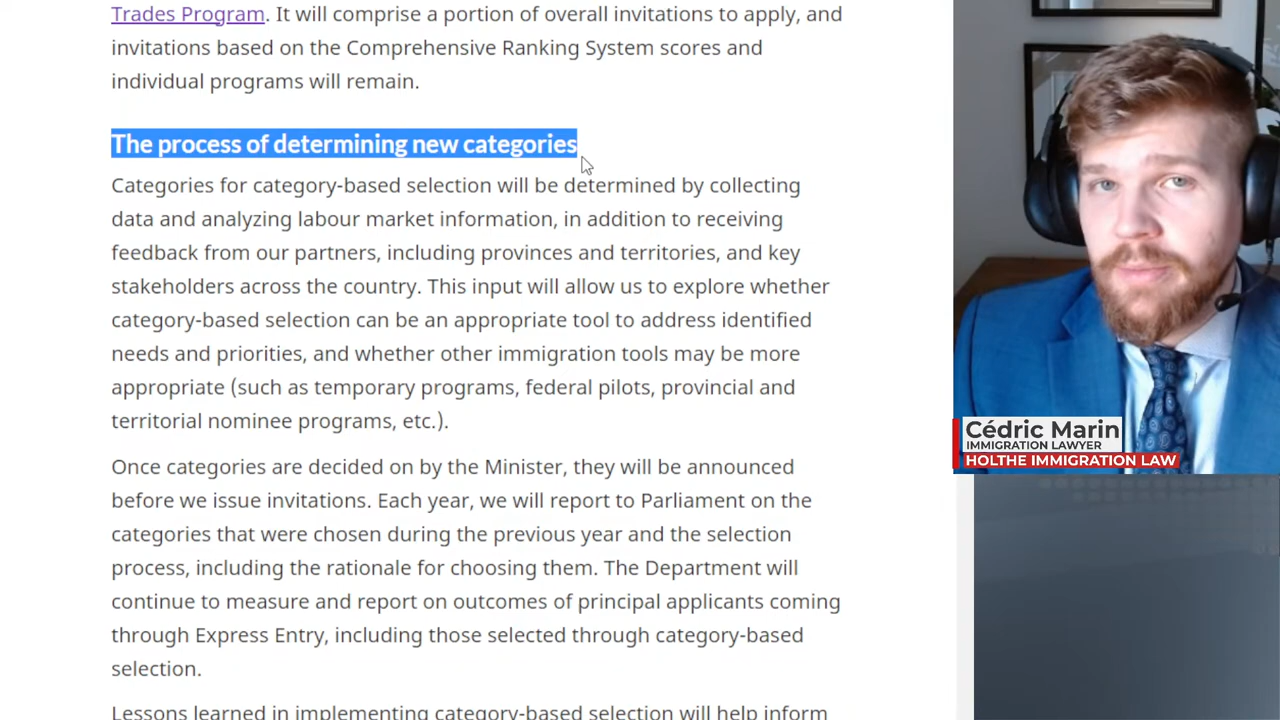 Trades Program. It will comprise a portion of overall invitations to apply, and
invitations based on the Comprehensive Ranking System scores and
individual programs will remain.
The process of determining new categories
Categories for category-based selection will be determined by collecting
data and analyzing labour market information, in addition to receiving
feedback from our partners, including provinces and territories, and key
stakeholders across the country. This input will allow us to explore whether
category-based selection can be an appropriate tool to address identified
needs and priorities, and whether other immigration tools may be more
appropriate (such as temporary programs, federal pilots, provincial and
territorial nominee programs, etc.).
Once categories are decided on by the Minister, they will be announced
before we issue invitations. Each year, we will report to Parliament on the
categories that were chosen during the previous year and the selection
process, including the rationale for choosing them. The Department will
continue to measure and report on outcomes of principal applicants coming
through Express Entry, including those selected through category-based
selection.
Lessons learned in implementing category-based selection will help inform
Cédric Marin
IMMIGRATION LAWYER
HOLTHE IMMIGRATION LAW